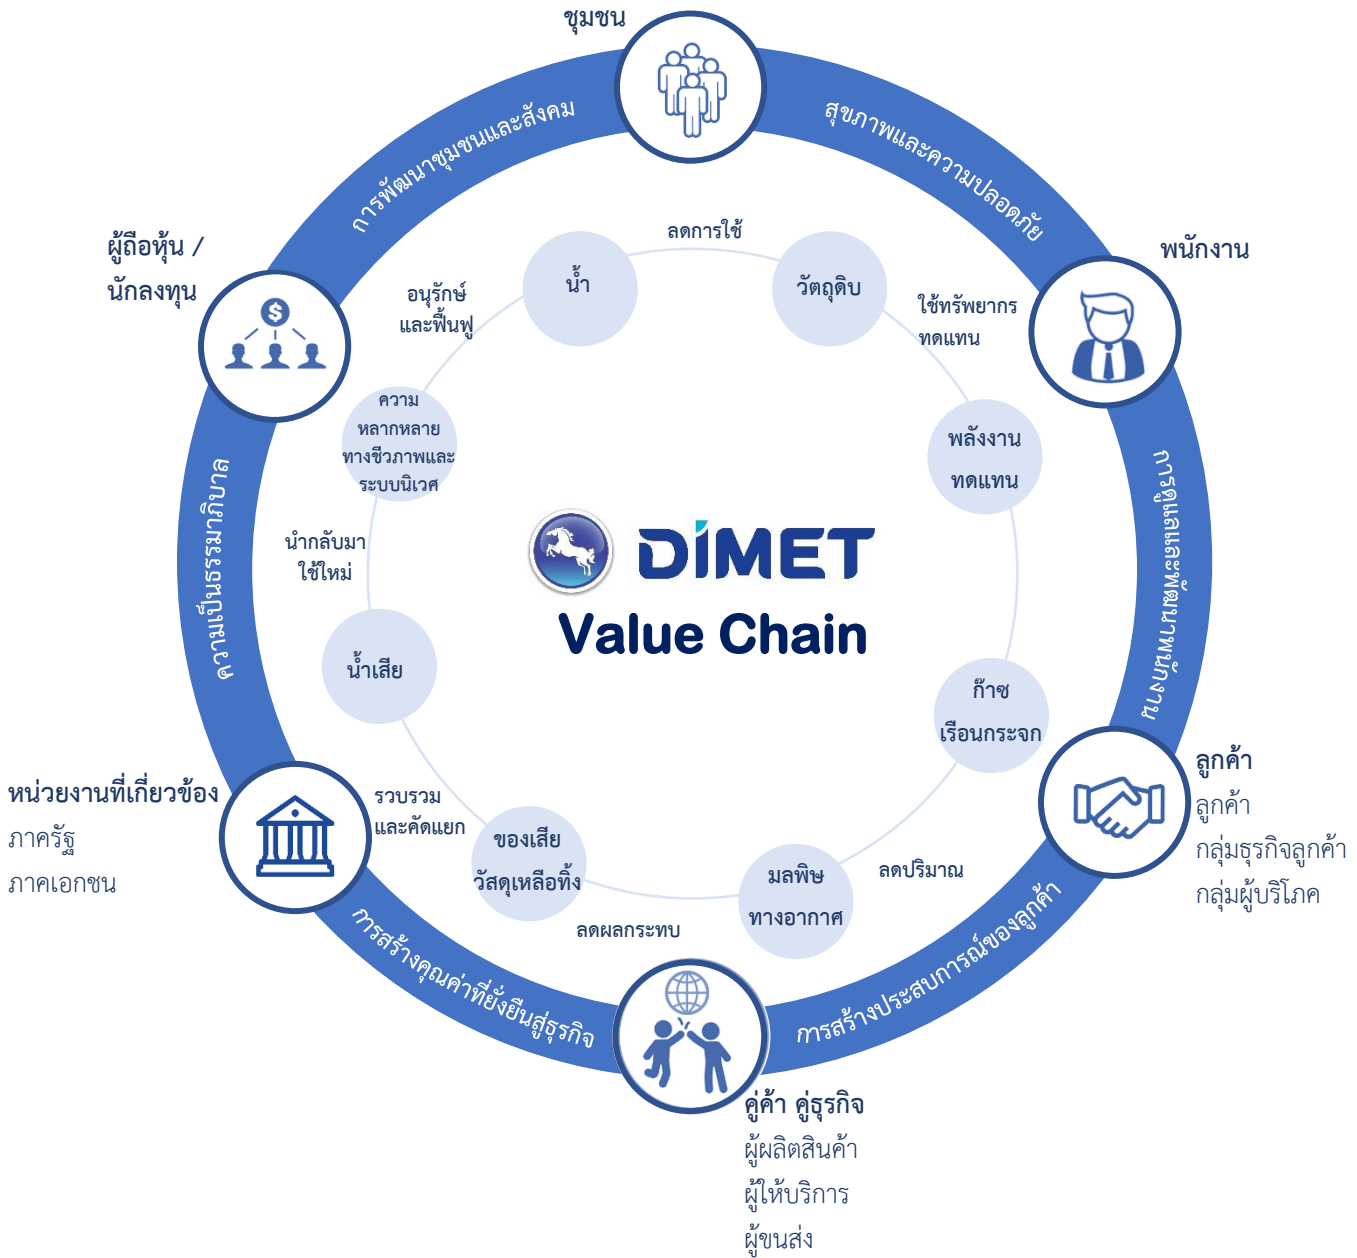 ชุมชน
การพัฒนาชุมชนและสังคม
สุขภาพและความปลอดภัย
ผู้ถือหุ้น /
นักลงทุน
พนักงาน
ลดการใช้
น้ำ
วัตถุดิบ
อนุรักษ์
และฟื้นฟู
ใช้ทรัพยากร
ทดแทน
ความ
หลากหลาย
ทางชีวภาพและ
ระบบนิเวศ
พลังงาน
ทดแทน
ความเป็นธรรมาภิบาล
การดูแลและพัฒนาพนักงาน
นำกลับมา
ใช้ใหม่
DIMET
Value Chain
น้ำเสีย
ก๊าซ
เรือนกระจก
หน่วยงานที่เกี่ยวข้อง
ภาครัฐ
ภาคเอกชน
รวบรวม
และคัดแยก
ลูกค้า
ลูกค้า
กลุ่มธุรกิจลูกค้า
กลุ่มผู้บริโภค
ของเสีย
วัสดุเหลือทิ้ง
มลพิษ
ทางอากาศ
ลดปริมาณ
ลดผลกระทบ
การสร้างคุณค่าที่ยั่งยืนสู่ธุรกิจ
การสร้างประสบการณ์ของลูกค้า
คู่ค้า คู่ธุรกิจ
ผู้ผลิตสินค้า
ผู้ให้บริการ
ผู้ขนส่ง